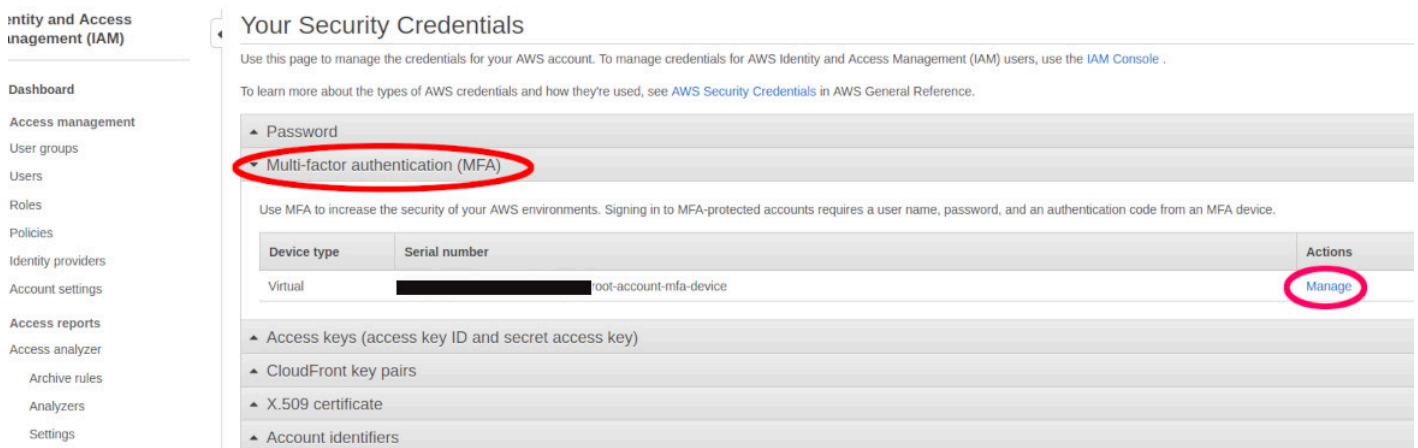 entity and Access
anagement (IAM)
Dashboard
Access management
User groups
Users
Roles
Policies
Identity providers
Account settings
Access reports
Access analyzer
Archive rules
Analyzers
Settings
Your Security Credentials
Use this page to manage the credentials for your AWS account. To manage credentials for AWS Identity and Access Management (IAM) users, use the IAM Console .
To learn more about the types of AWS credentials and how they're used, see AWS Security Credentials in AWS General Reference.
Password
Multi-factor authentication (MFA)
Use MFA to increase the security of your AWS environments. Signing in to MFA-protected accounts requires a user name, password, and an authentication code from an MFA device.
Device type Serial number Actions
Virtual root-account-mfa-device Manage
Access keys (access key ID and secret access key)
CloudFront key pairs
X.509 certificate
Account identifiers